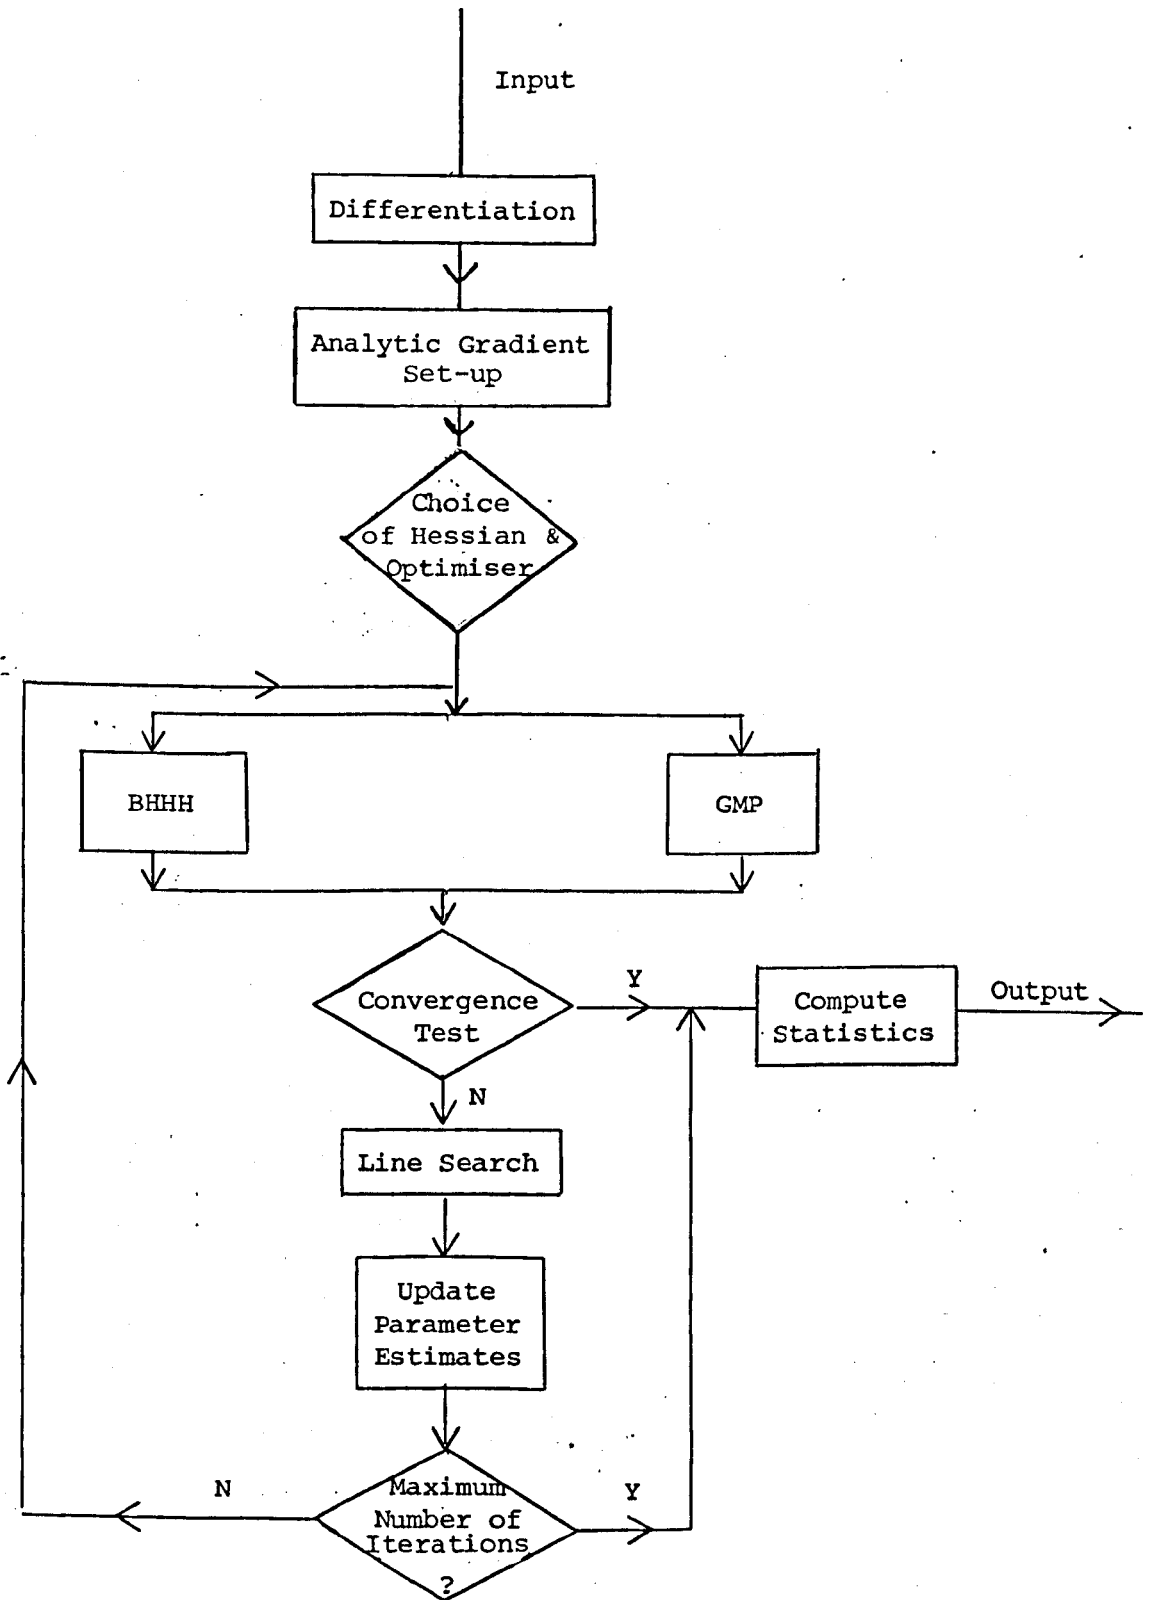 Input
Differentiation
Analytic Gradient
Set-up
Choice
of Hessian &
Optimiser
BHHH
GMP
Convergence
Test
Y
Compute
Statistics
Output
N
Line Search
Update
Parameter
Estimates
N
Maximum
Number of
Iterations
?
Y